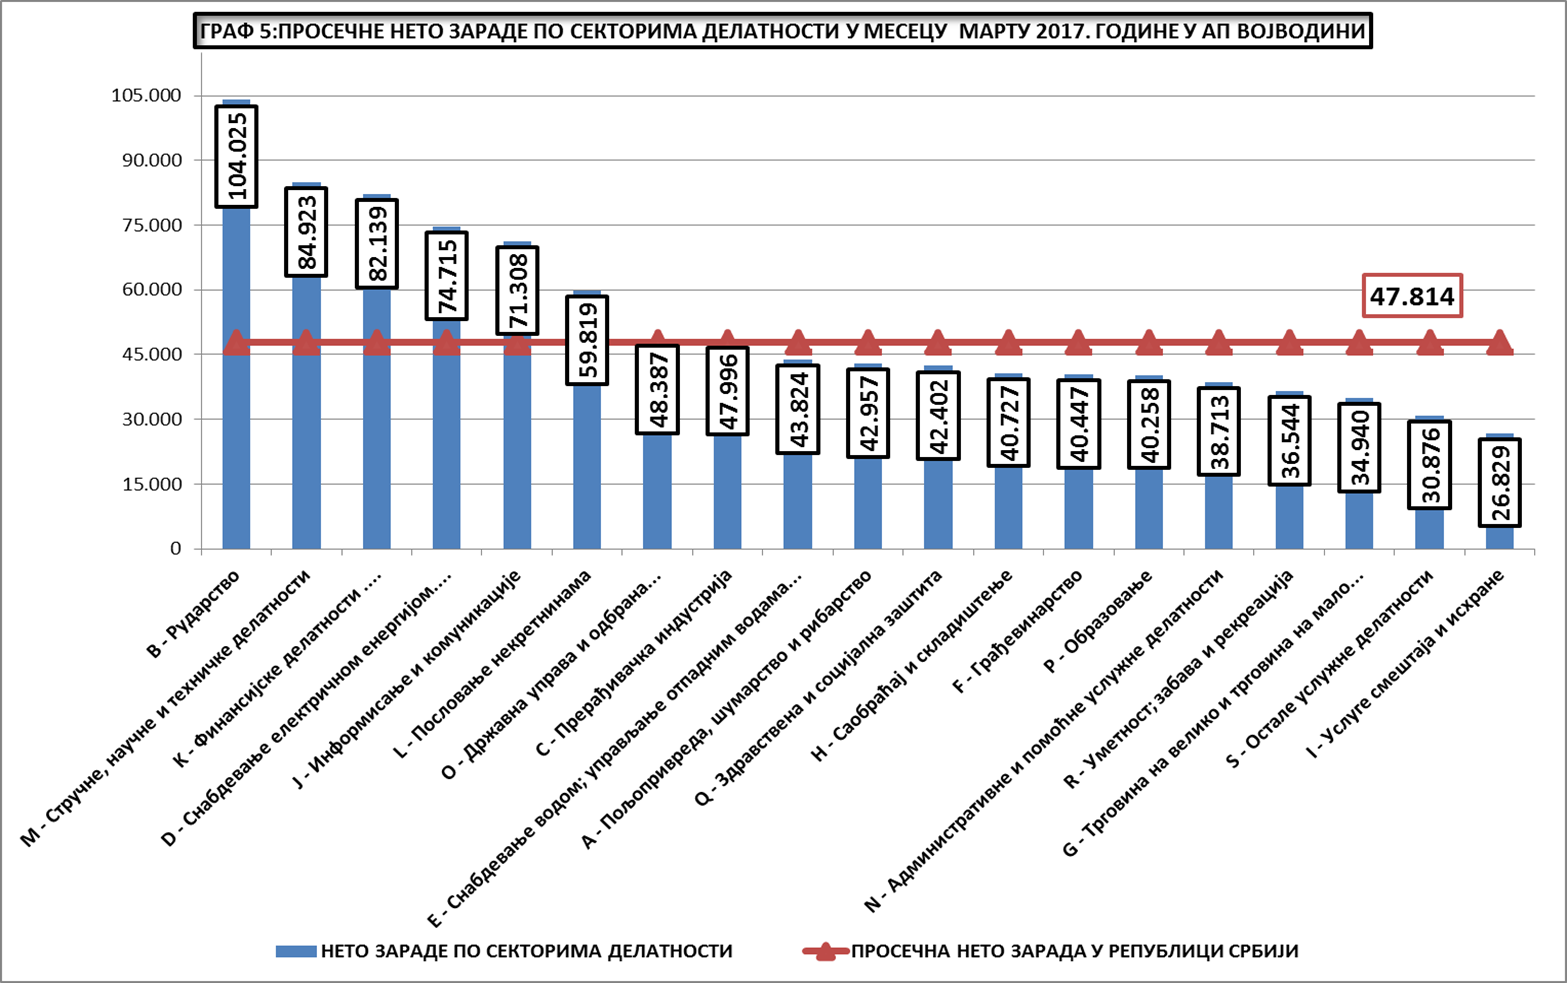 ГРАФ 5:ПРОСЕЧНЕ НЕТО ЗАРАДЕ ПО СЕКТОРИМА ДЕЛАТНОСТИ У МЕСЕЦУ МАРТУ 2017. ГОДИНЕ У АП ВОЈВОДИНИ
105.000
90.000
75.000
60.000
45.000
30.000
15.000
0
104.025
84.923
82.139
74.715
71.308
59.819
48.387
47.996
43.824
42.957
42.402
40.727
40.447
40.258
38.713
36.544
34.940
30.876
26.829
47.814
B - Рударство
M - Стручне, научне и техничке делатности
K - Финансијске делатности ....
D - Снабдевање електричном енергијом....
J - Информисање и комуникације
L - Пословање некретнинама
O - Државна управа и одбрана...
C - Прерађивачка индустрија
E - Снабдевање водом; управљање отпадним водама...
A - Пољопривреда, шумарство и рибарство
Q - Здравствена и социјална заштита
H - Саобраћај и складиштење
F - Грађевинарство
P - Образовање
N - Административне и помоћне услужне делатности
R - Уметност; забава и рекреација
G - Трговина на велико и трговина на мало...
S - Остале услужне делатности
I - Услуге смештаја и исхране
НЕТО ЗАРАДЕ ПО СЕКТОРИМА ДЕЛАТНОСТИ
ПРОСЕЧНА НЕТО ЗАРАДА У РЕПУБЛИЦИ СРБИЈИ